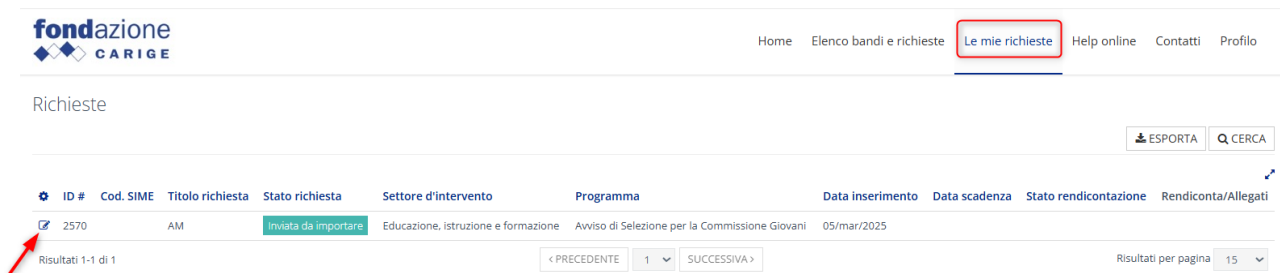 fondazione
CARIGE
Home Elenco bandi e richieste Le mie richieste Help online Contatti Profilo
Richieste
ESPORTA CERCA
ID # Cod. SIME Titolo richiesta Stato richiesta Settore d'intervento Programma Data inserimento Data scadenza Stato rendicontazione Rendiconta/Allegati
2570 AM Inviata da importare Educazione, istruzione e formazione Avviso di Selezione per la Commissione Giovani 05/mar/2025
Risultati 1-1 di 1 < PRECEDENTE 1 SUCCESSIVA > Risultati per pagina 15